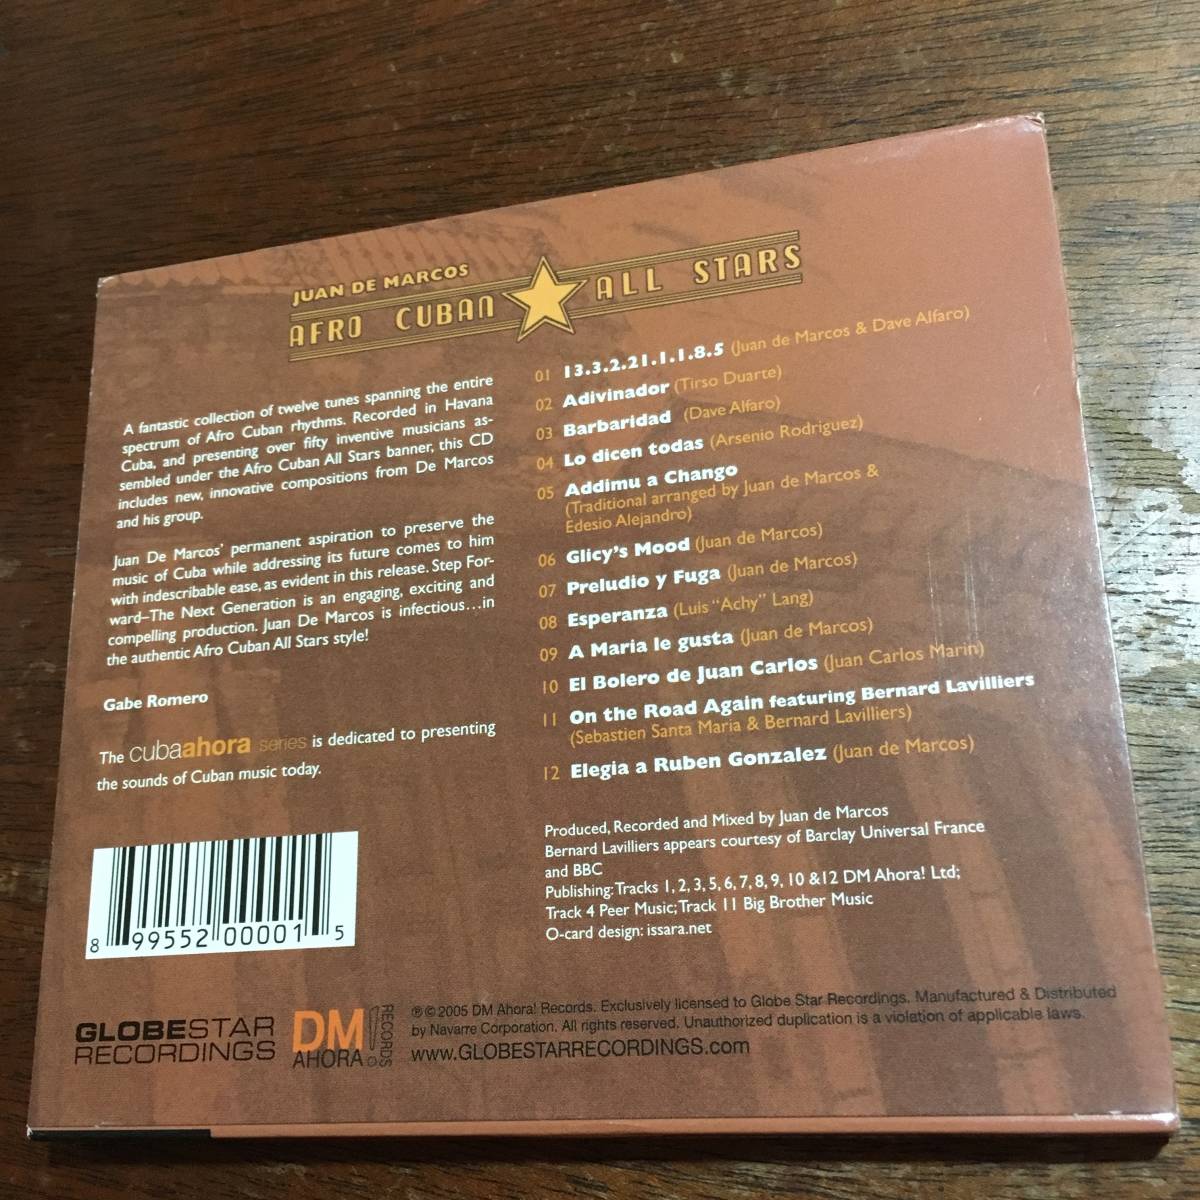 JUAN DE MARCOS
AFRO CUBAN ALL STARS
A fantastic collection of twelve tunes spanning the entire
spectrum of Afro Cuban rhythms. Recorded in Havana
Cuba, and presenting over fifty inventive musicians as-
sembled under the Afro Cuban All Stars banner, this CD
includes new, innovative compositions from De Marcos
and his group.
Juan De Marcos' permanent aspiration to preserve the
music of Cuba while addressing its future comes to him
with indescribable ease, as evident in this release. Step For-
ward–The Next Generation is an engaging, exciting and
compelling production. Juan De Marcos is infectious...in
the authentic Afro Cuban All Stars style!
Gabe Romero
The cubaahora series is dedicated to presenting
the sounds of Cuban music today.
8 99552 00001 5
01 13.3.2.21.1.1.8.5 (Juan de Marcos & Dave Alfaro)
02 Adivinador (Tirso Duarte)
03 Barbaridad (Dave Alfaro)
04 Lo dicen todas (Arsenio Rodriguez)
05 Addimu a Chango
(Traditional arranged by Juan de Marcos &
Edesio Alejandro)
06 Glicy's Mood (Juan de Marcos)
07 Preludio y Fuga (Juan de Marcos)
08 Esperanza (Luis "Achy" Lang)
09 A Maria le gusta (Juan de Marcos)
10 El Bolero de Juan Carlos (Juan Carlos Marin)
11 On the Road Again featuring Bernard Lavilliers
(Sebastien Santa Maria & Bernard Lavilliers)
12 Elegia a Ruben Gonzalez (Juan de Marcos)
Produced, Recorded and Mixed by Juan de Marcos
Bernard Lavilliers appears courtesy of Barclay Universal France
and BBC
Publishing: Tracks 1, 2, 3, 5, 6, 7, 8, 9, 10 &12 DM Ahora! Ltd;
Track 4 Peer Music; Track 11 Big Brother Music
O-card design: issara.net
GLOBESTAR
RECORDINGS
DM
AHORA!
RECORDS
℗ © 2005 DM Ahora! Records. Exclusively licensed to Globe Star Recordings. Manufactured & Distributed
by Navarre Corporation. All rights reserved. Unauthorized duplication is a violation of applicable laws.
www.GLOBESTARRECORDINGS.com